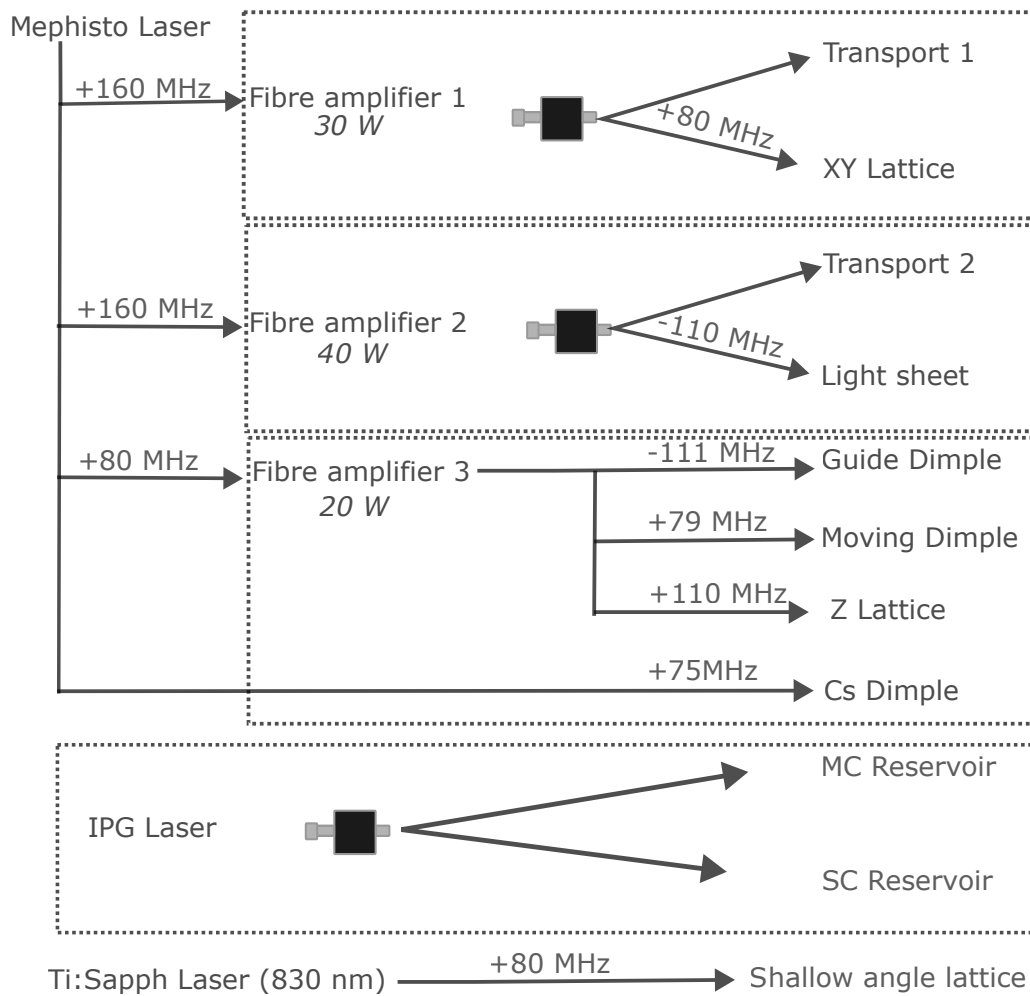 Mephisto Laser
+160 MHz
Fibre amplifier 1
30 W
+80 MHz
Transport 1
XY Lattice
+160 MHz
Fibre amplifier 2
40 W
-110 MHz
Transport 2
Light sheet
+80 MHz
Fibre amplifier 3
20 W
-111 MHz
Guide Dimple
+79 MHz
Moving Dimple
+110 MHz
Z Lattice
+75MHz
Cs Dimple
IPG Laser
MC Reservoir
SC Reservoir
Ti:Sapph Laser (830 nm)
+80 MHz
Shallow angle lattice